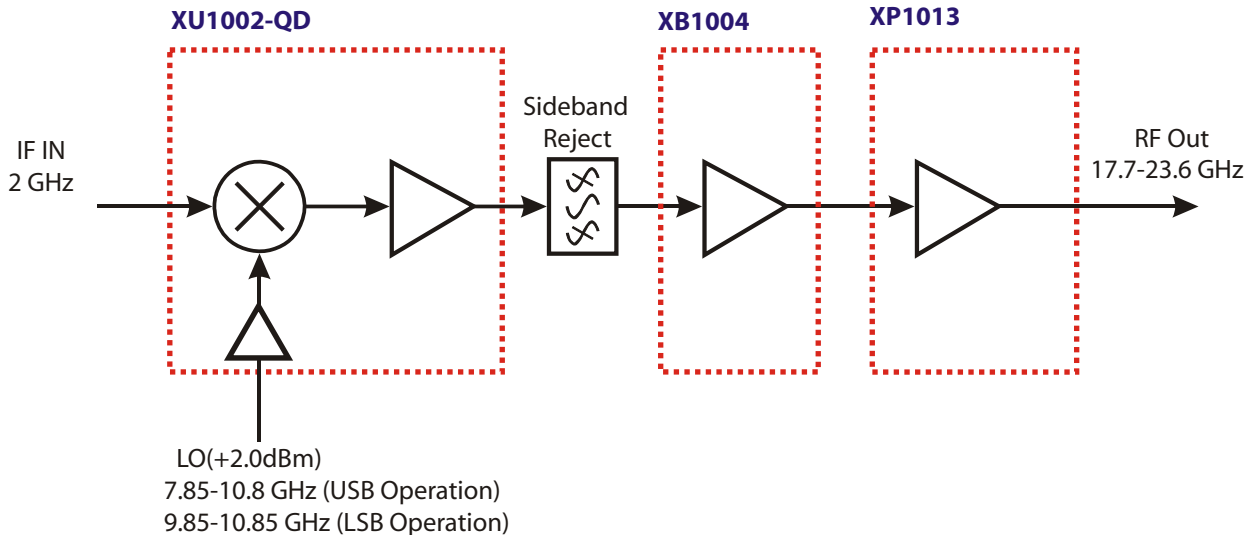 XU1002-QD
XB1004
XP1013
Sideband
Reject
IF IN
2 GHz
RF Out
17.7-23.6 GHz
LO(+2.0dBm)
7.85-10.8 GHz (USB Operation)
9.85-10.85 GHz (LSB Operation)